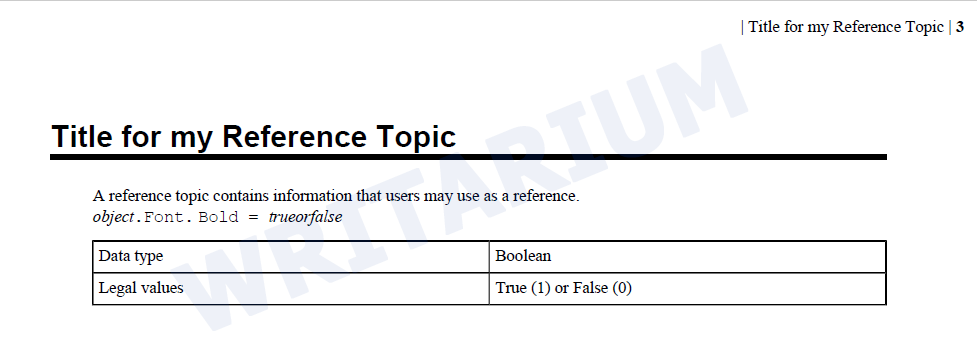 | Title for my Reference Topic | 3
Title for my Reference Topic
A reference topic contains information that users may use as a reference.
object.Font. Bold = trueorfalse
Data type Boolean
Legal values True (1) or False (0)
WRITARIUM